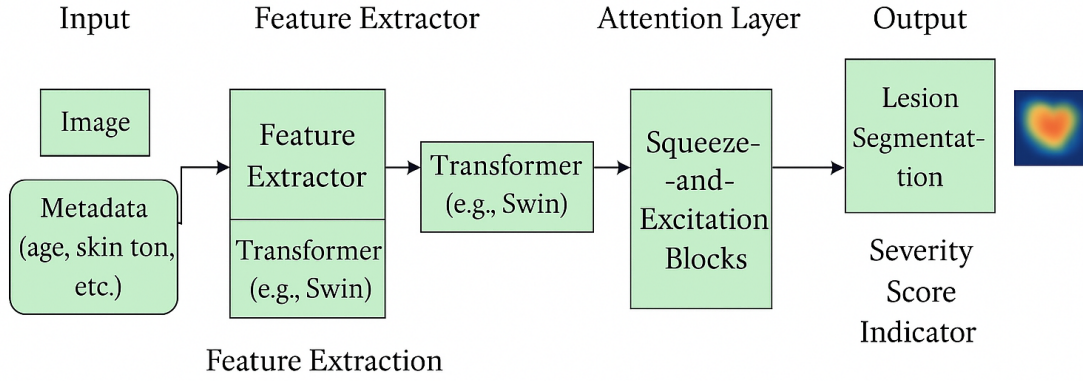 Input
Feature Extractor
Attention Layer
Output
Image
Metadata
(age, skin ton,
etc.)
Feature
Extractor
Transformer
(e.g., Swin)
Feature Extraction
Transformer
(e.g., Swin)
Squeeze-
-and-
Excitation
Blocks
Lesion
Segmentat-
tion
Severity
Score
Indicator